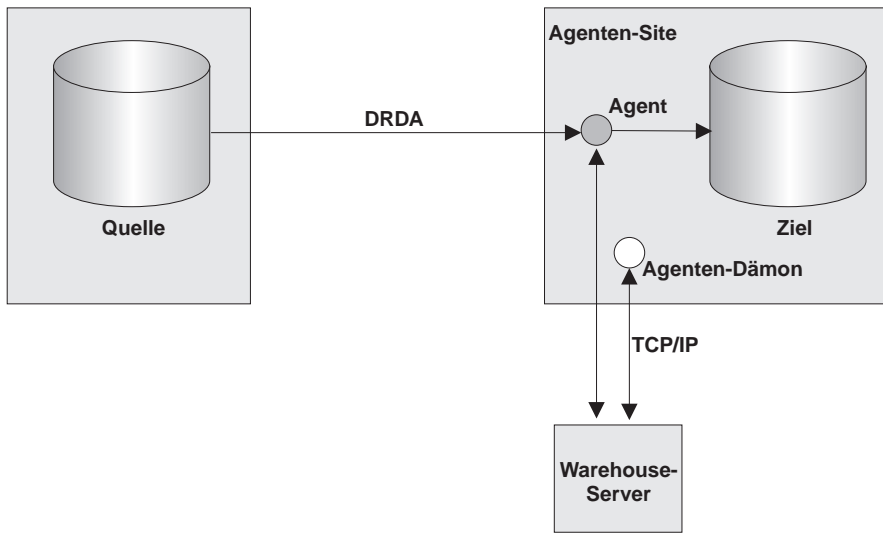 Agenten-Site
DRDA
Agent
Quelle
Ziel
Agenten-Dämon
TCP/IP
Warehouse-
Server